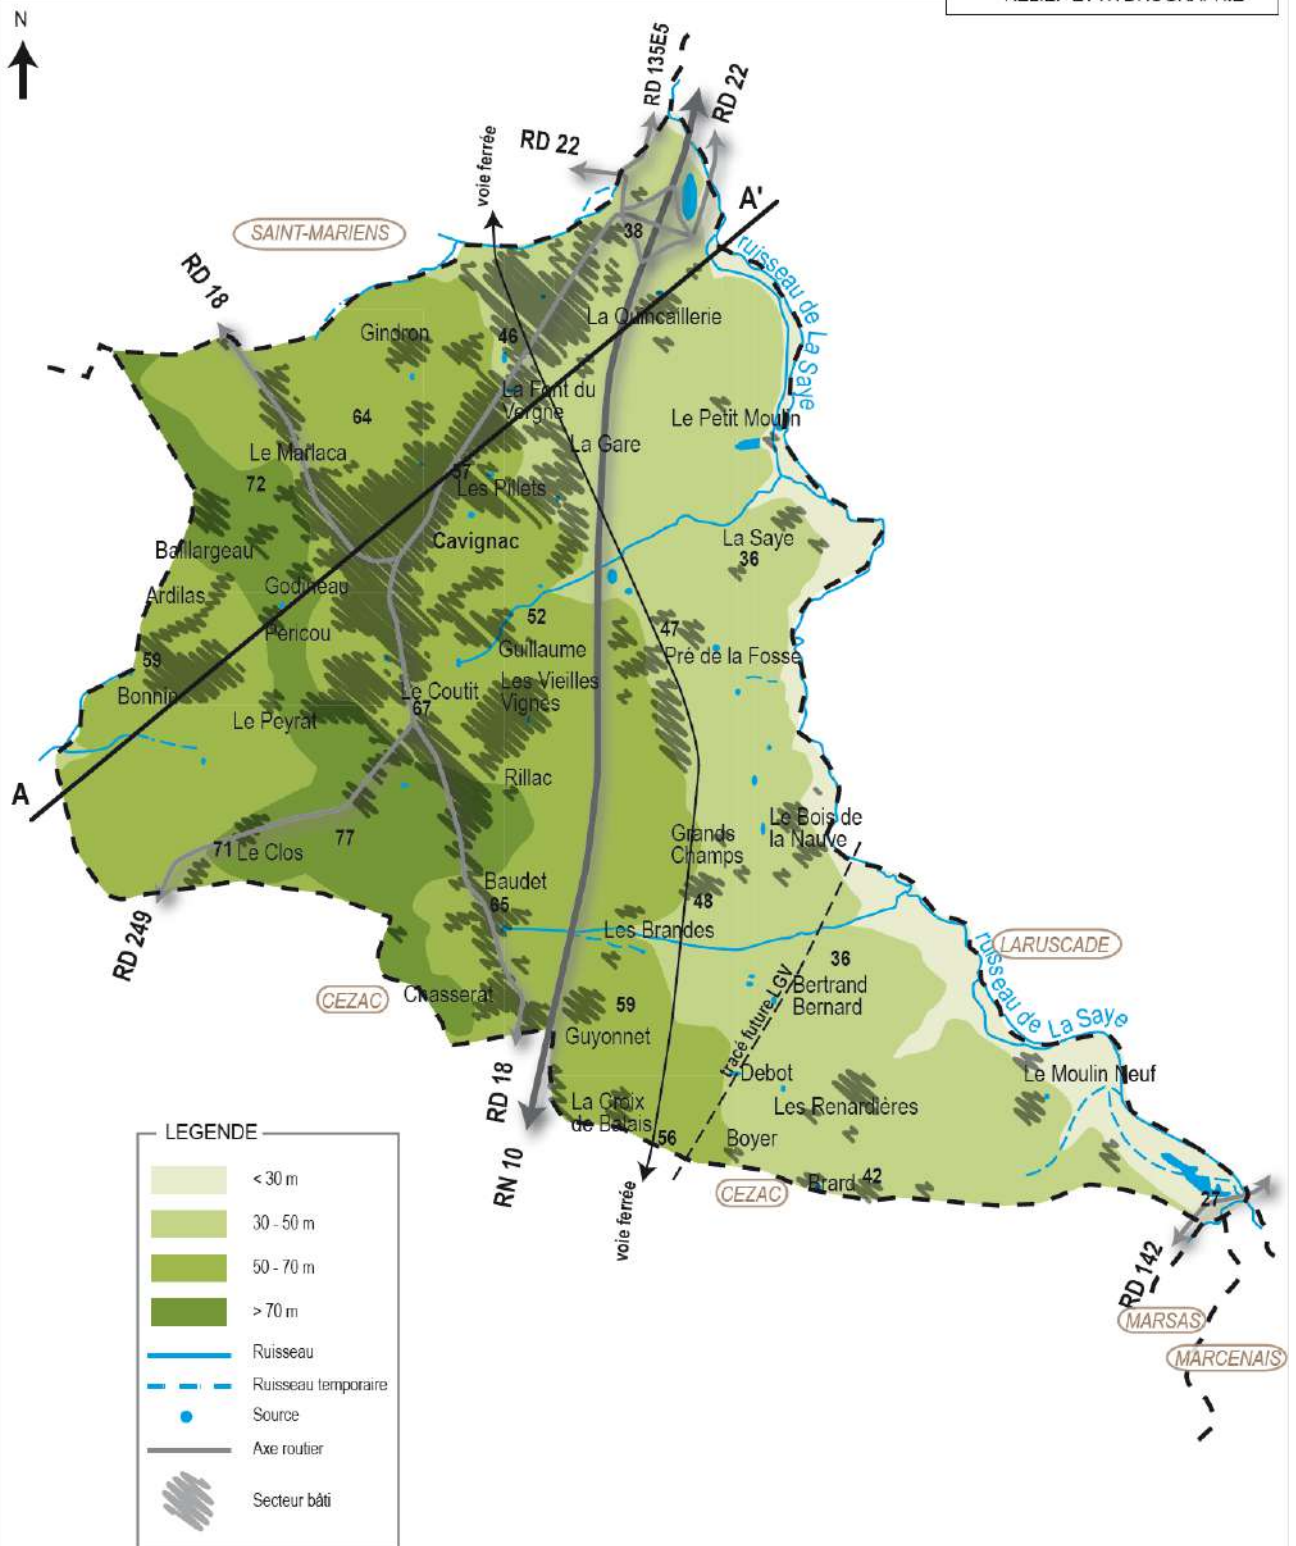 N
RD 135E5
RD 22
RD 22
voie ferrée
A'
SAINT-MARIENS
38
RD 18
ruisseau de La Saye
La Quincaillerie
Gindron
46
La Font du
Vergne
64
Le Petit Moulin
La Gare
Le Marlaca
57
72
Les Pillets
Cavignac
La Saye
36
Baillargeau
Ardilas
Godineau
52
47
Péricou
Guillaume
Pré de la Fosse
59
Bonnin
Le Coutit
Les Vieilles
Vignes
67
Le Peyrat
Rillac
A
Le Bois de
la Nauve
Grands
Champs
77
71
Le Clos
Baudet
48
65
Les Brandes
RD 249
LARUSCADE
36
ruisseau de La Saye
Bertrand
Bernard
CEZAC
Chasserat
59
tracé future LGV
Guyonnet
Debot
Le Moulin Neuf
RD 18
La Croix
de Balais
Les Renardières
56
Boyer
RN 10
CEZAC
Brard
42
27
voie ferrée
RD 142
MARSAS
MARCENAIS
LEGENDE
< 30 m
30 - 50 m
50 - 70 m
> 70 m
Ruisseau
Ruisseau temporaire
Source
Axe routier
Secteur bâti